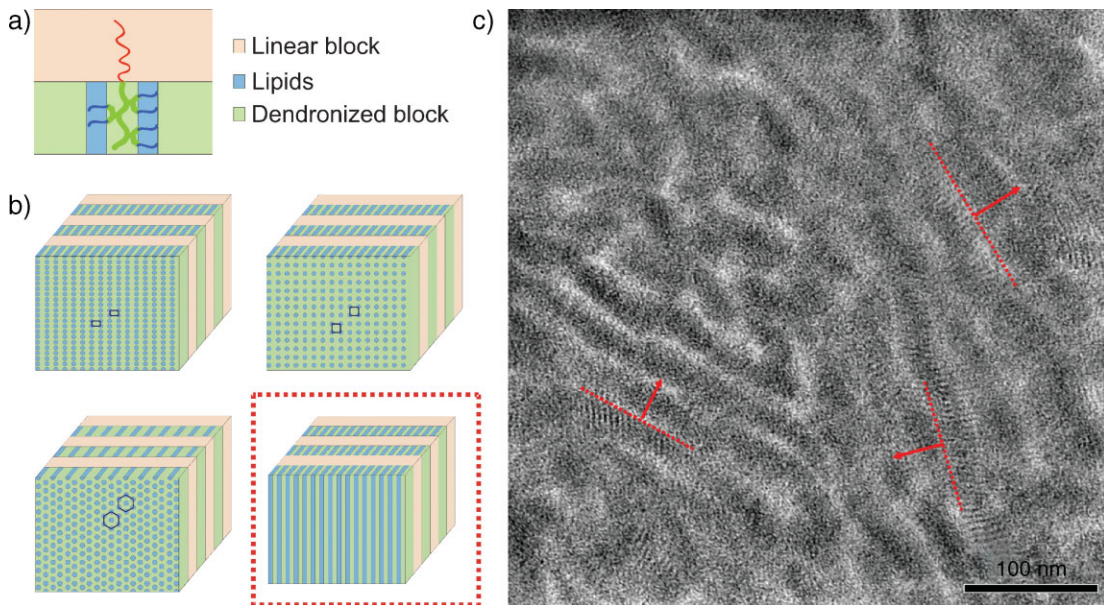 a)
Linear block
Lipids
Dendronized block
b)
c)
100 nm